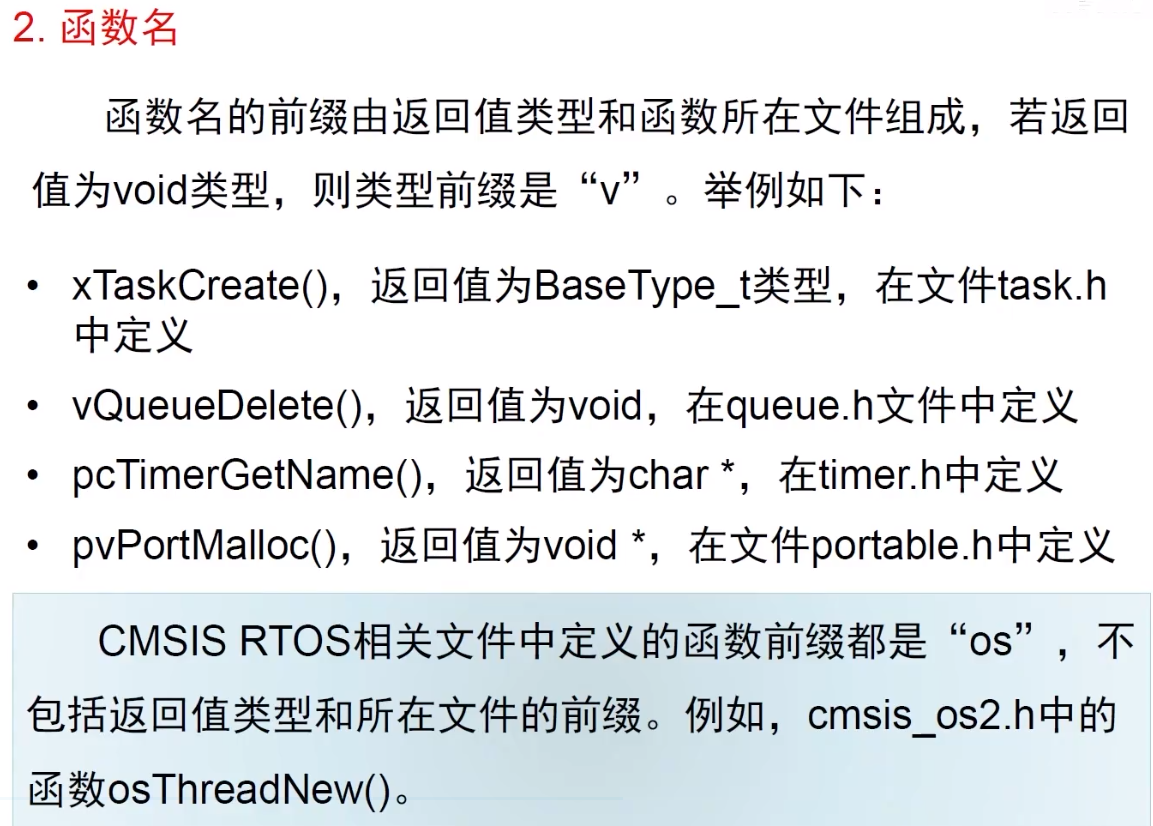 2. 函数名
函数名的前缀由返回值类型和函数所在文件组成，若返回
值为void类型，则类型前缀是“v”。举例如下：
• xTaskCreate()，返回值为BaseType_t类型，在文件task.h
中定义
• vQueueDelete()，返回值为void，在queue.h文件中定义
• pcTimerGetName()，返回值为char *，在timer.h中定义
• pvPortMalloc()，返回值为void *，在文件portable.h中定义
CMSIS RTOS相关文件中定义的函数前缀都是“os”，不
包括返回值类型和所在文件的前缀。例如，cmsis_os2.h中的
函数osThreadNew()。